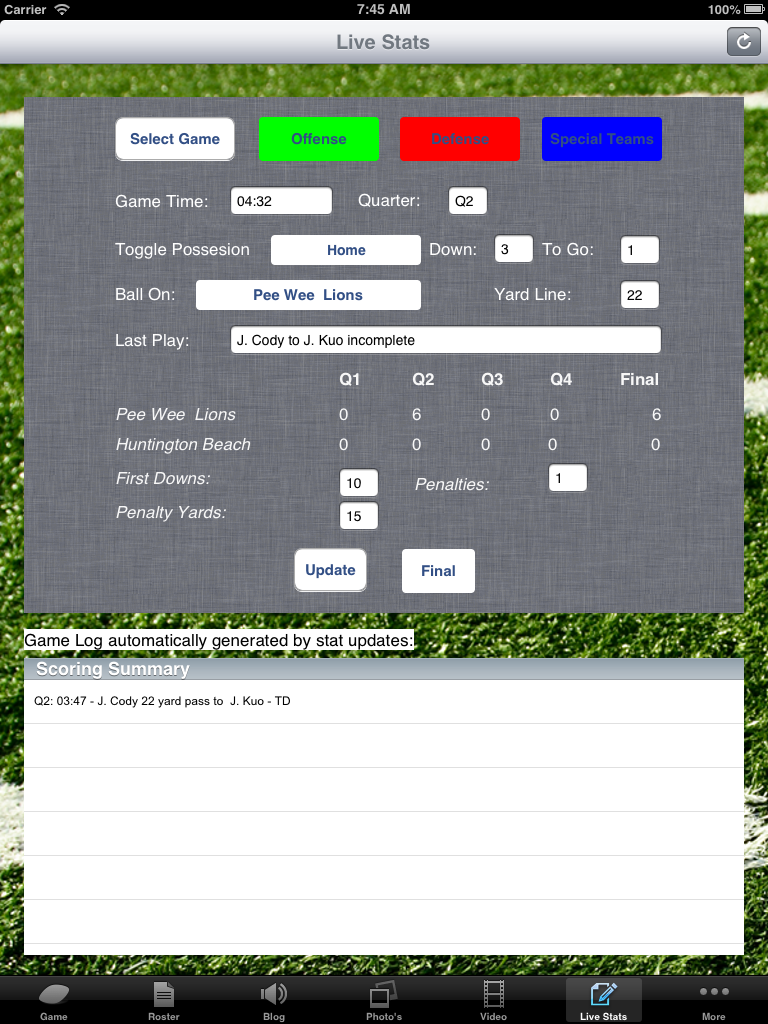 Carrier 7:45 AM 100%
Live Stats
Select Game Offense Defense Special Teams
Game Time: 04:32 Quarter: Q2
Toggle Possesion Home Down: 3 To Go: 1
Ball On: Pee Wee  Lions Yard Line: 22
Last Play: J. Cody to J. Kuo incomplete
Q1 Q2 Q3 Q4 Final
Pee Wee  Lions 0 6 0 0 6
Huntington Beach 0 0 0 0 0
First Downs: 10 Penalties: 1
Penalty Yards: 15
Update Final
Game Log automatically generated by stat updates:
Scoring Summary
Q2: 03:47 - J. Cody 22 yard pass to  J. Kuo - TD
Game Roster Blog Photo's Video Live Stats More